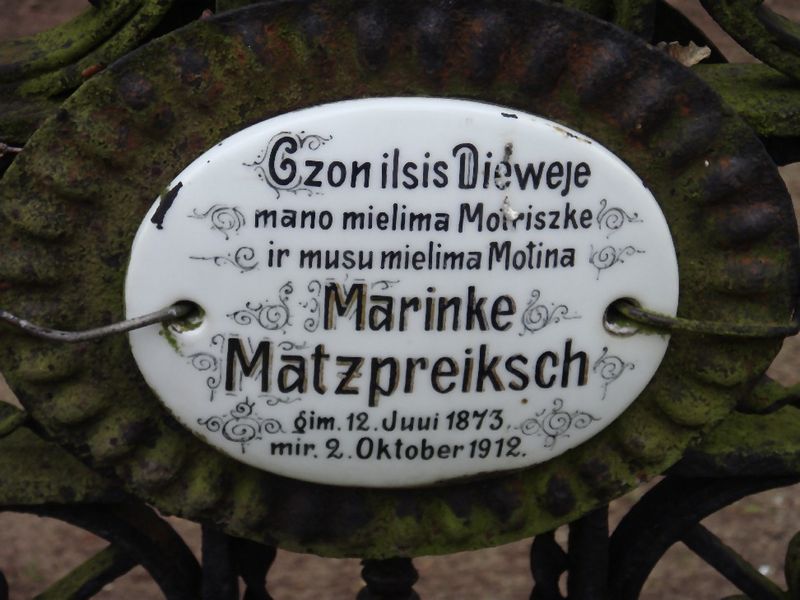 Czon ilsis Dieweje
mano mielima Motriszke
ir musu mielima Motina
Marinke
Matzpreiksch
gim. 12. Juui 1873.
mir. 2. Oktober 1912.